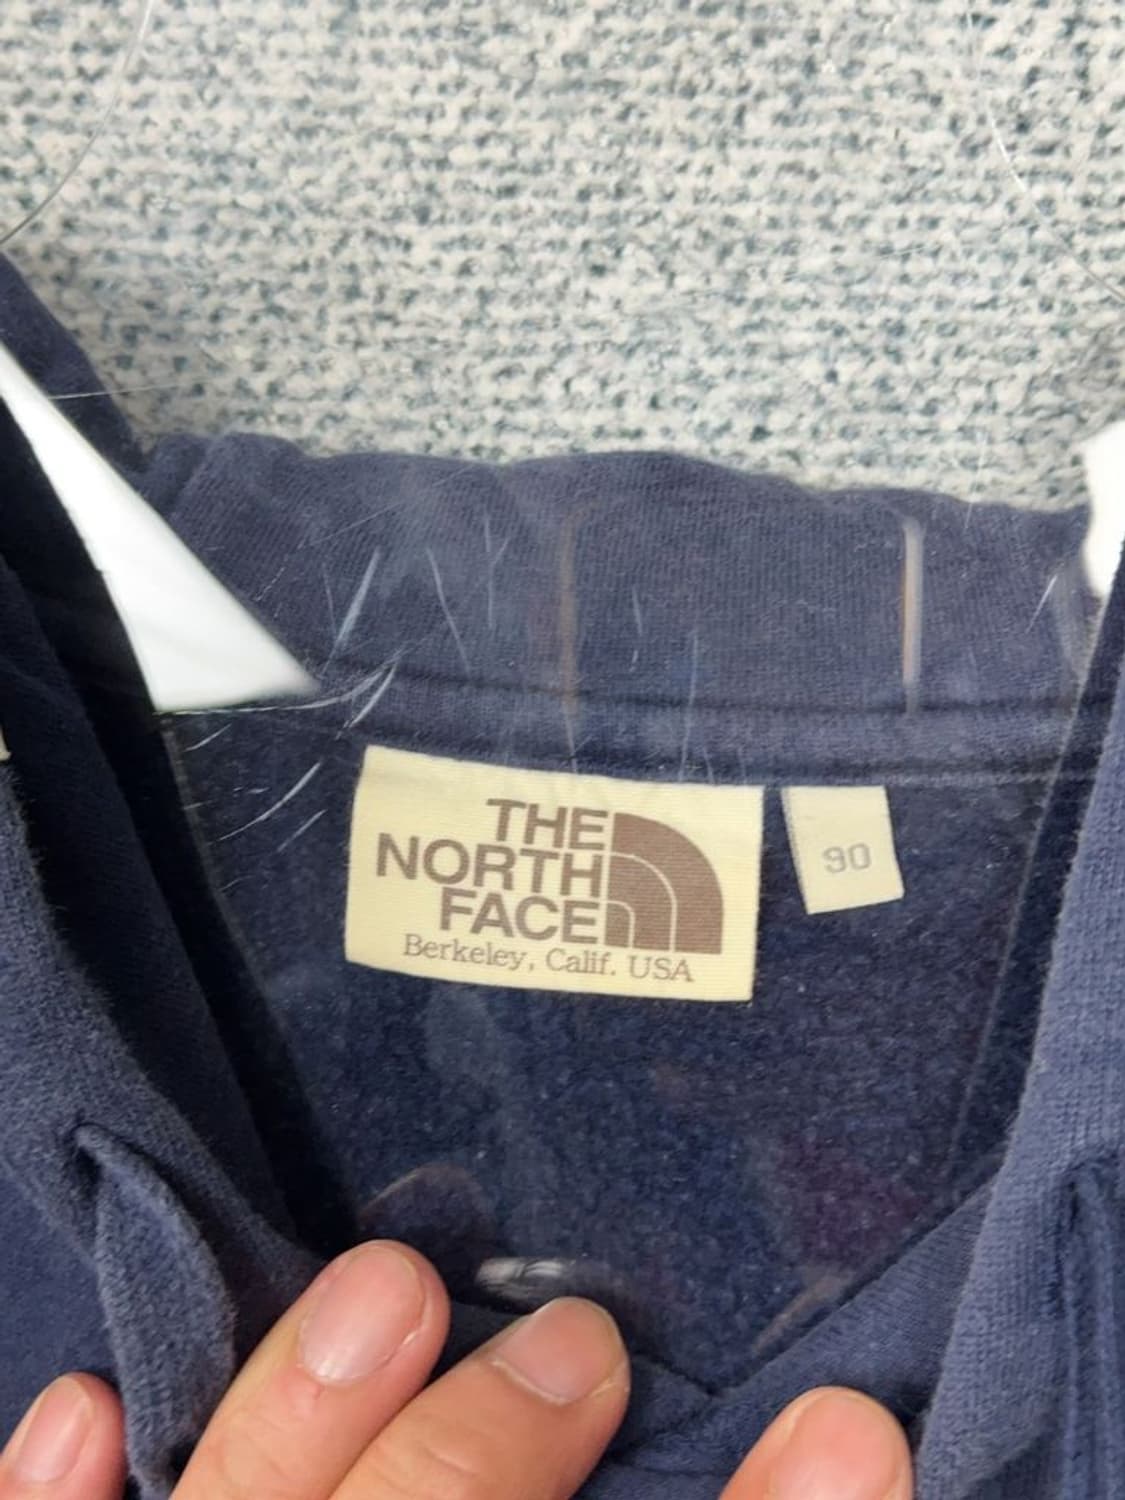 THE
NORTH
FACE
Berkeley, Calif. USA
90